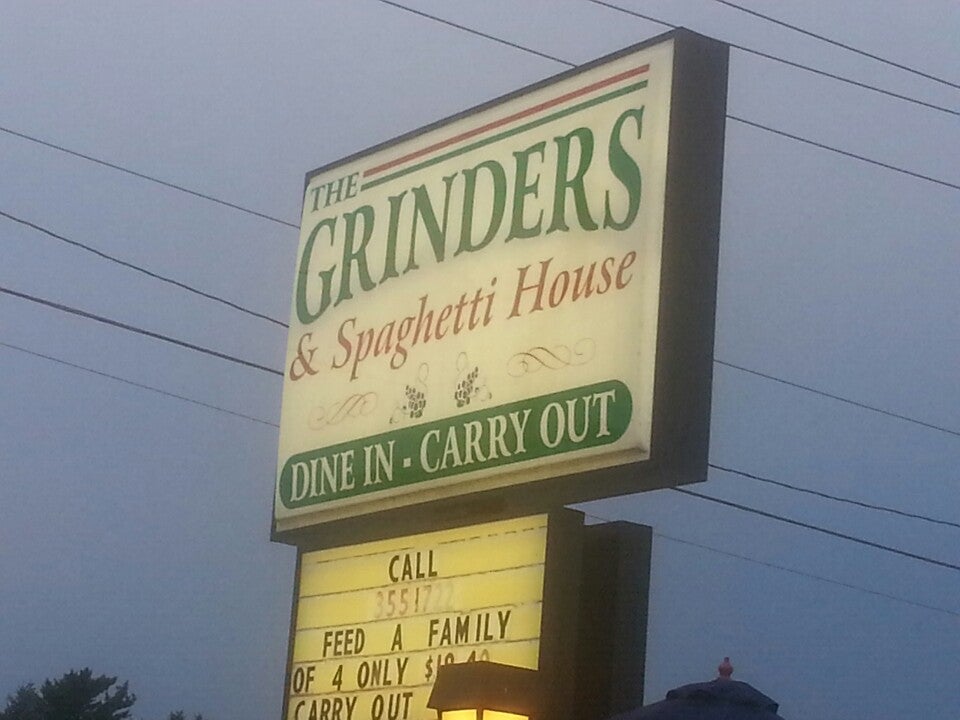 THE
GRINDERS
& Spaghetti House
DINE IN - CARRY OUT
CALL
FEED A FAMILY
OF 4 ONLY
CARRY OUT